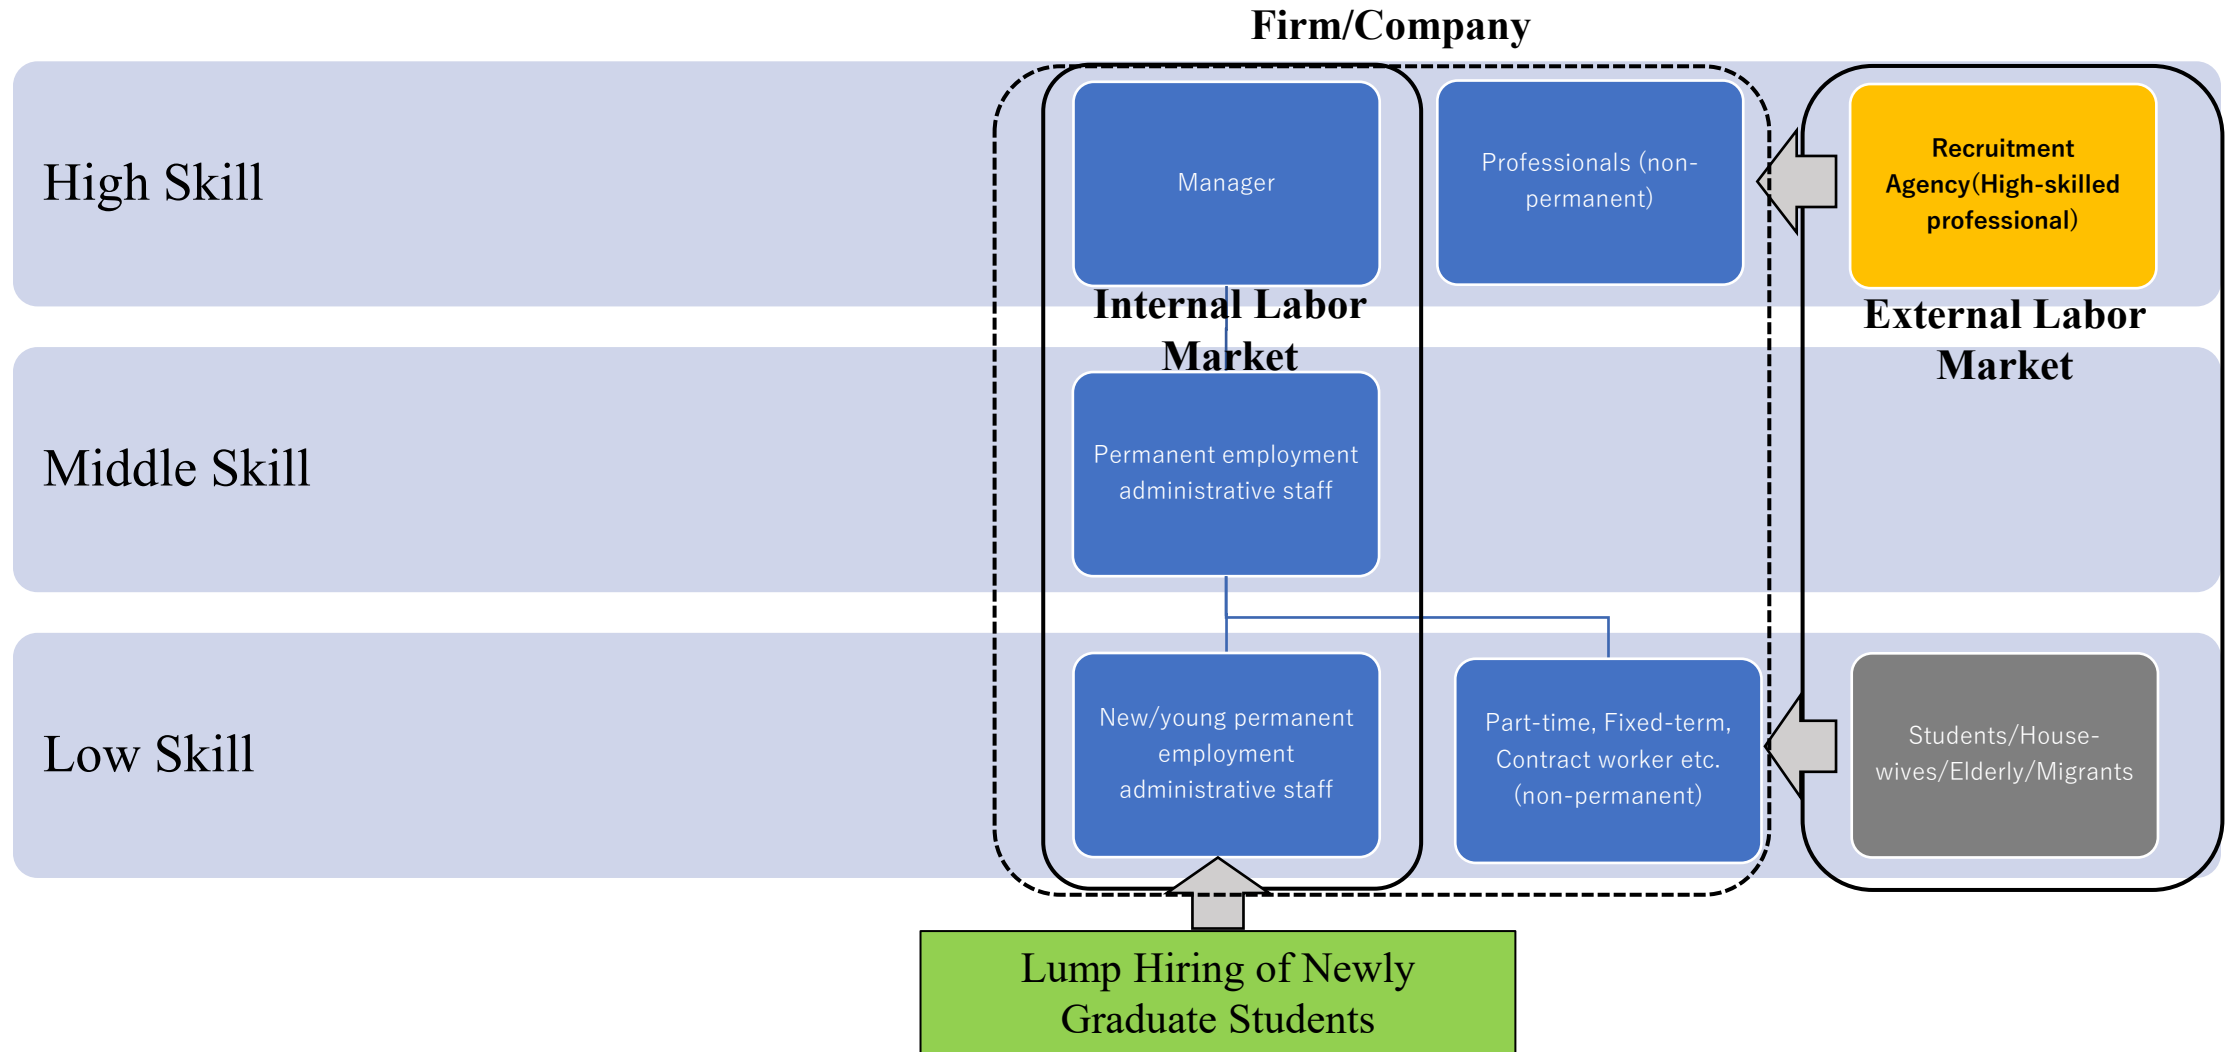 Firm/Company
High Skill
Manager
Professionals (non-
permanent)
Recruitment
Agency(High-skilled
professional)
Internal Labor
Market
External Labor
Market
Middle Skill
Permanent employment
administrative staff
Low Skill
New/young permanent
employment
administrative staff
Part-time, Fixed-term,
Contract worker etc.
(non-permanent)
Students/House-
wives/Elderly/Migrants
Lump Hiring of Newly
Graduate Students